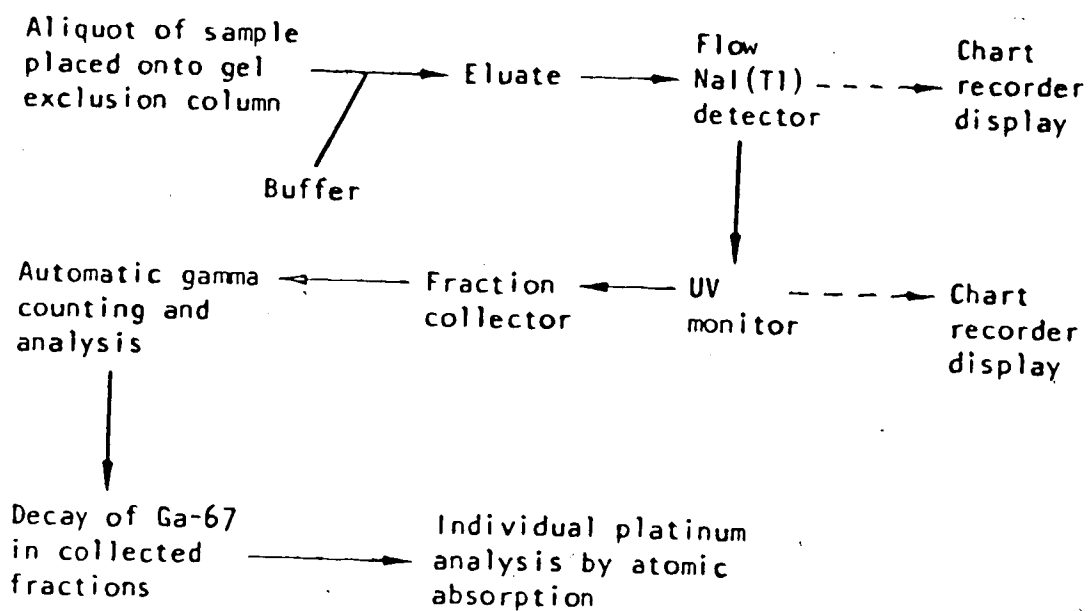 Aliquot of sample
placed onto gel
exclusion column
Buffer
Eluate
Flow
NaI(Tl)
detector
Chart
recorder
display
UV
monitor
Chart
recorder
display
Fraction
collector
Automatic gamma
counting and
analysis
Decay of Ga-67
in collected
fractions
Individual platinum
analysis by atomic
absorption